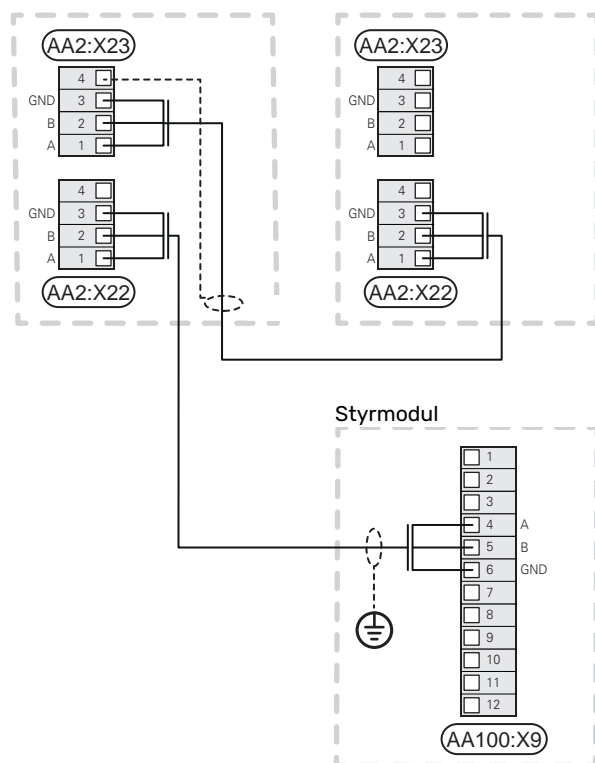 AA2:X23
4
GND 3
B 2
A 1
4
GND 3
B 2
A 1
AA2:X22
AA2:X23
4
GND 3
B 2
A 1
4
GND 3
B 2
A 1
AA2:X22
Styrmodul
1
2
3
4 A
5 B
6 GND
7
8
9
10
11
12
AA100:X9